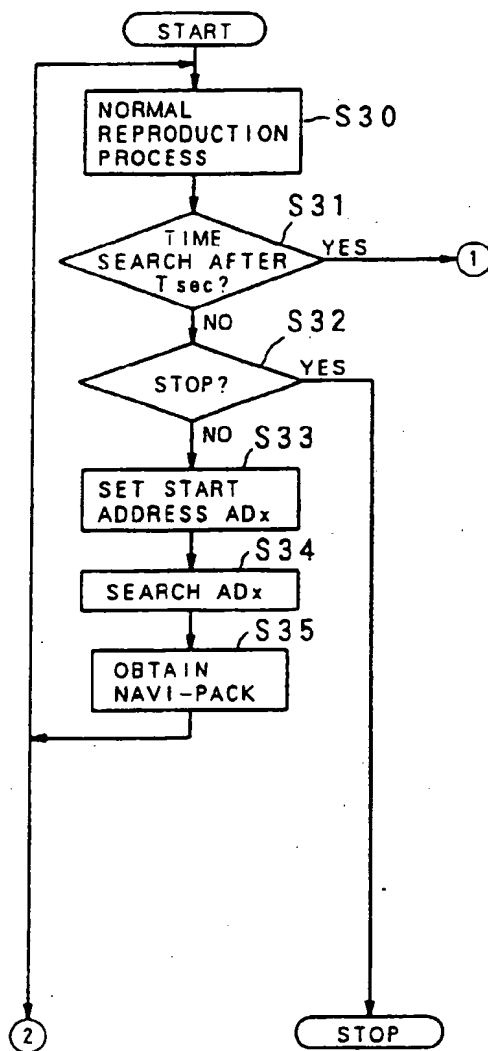 START
NORMAL
REPRODUCTION
PROCESS
S30
S31
TIME
SEARCH AFTER
Tsec?
YES
1
NO
S32
STOP?
YES
NO
S33
SET START
ADDRESS ADx
S34
SEARCH ADx
S35
OBTAIN
NAVI-PACK
2
STOP